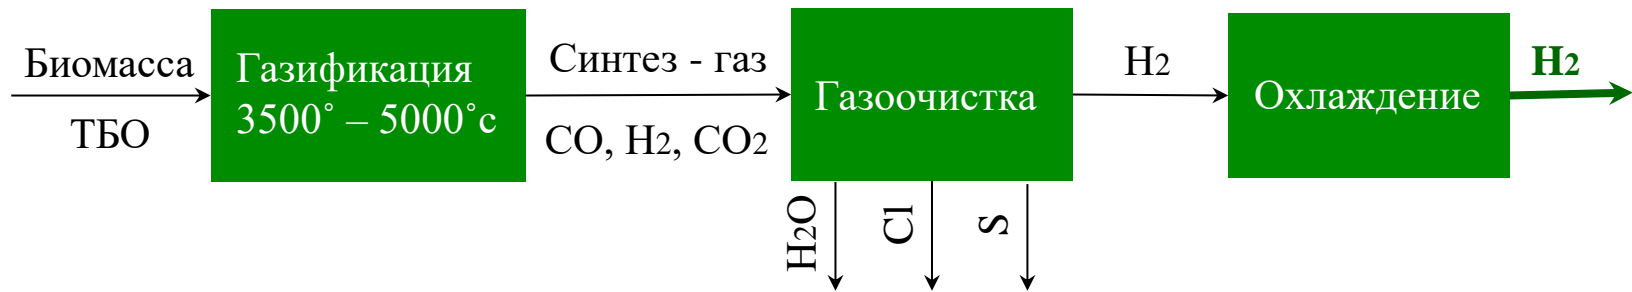 Биомасса
ТБО
Газификация
3500˚ – 5000˚с
Синтез - газ
CO, H2, CO2
Газоочистка
H2O
Cl
S
H2
Охлаждение
H2